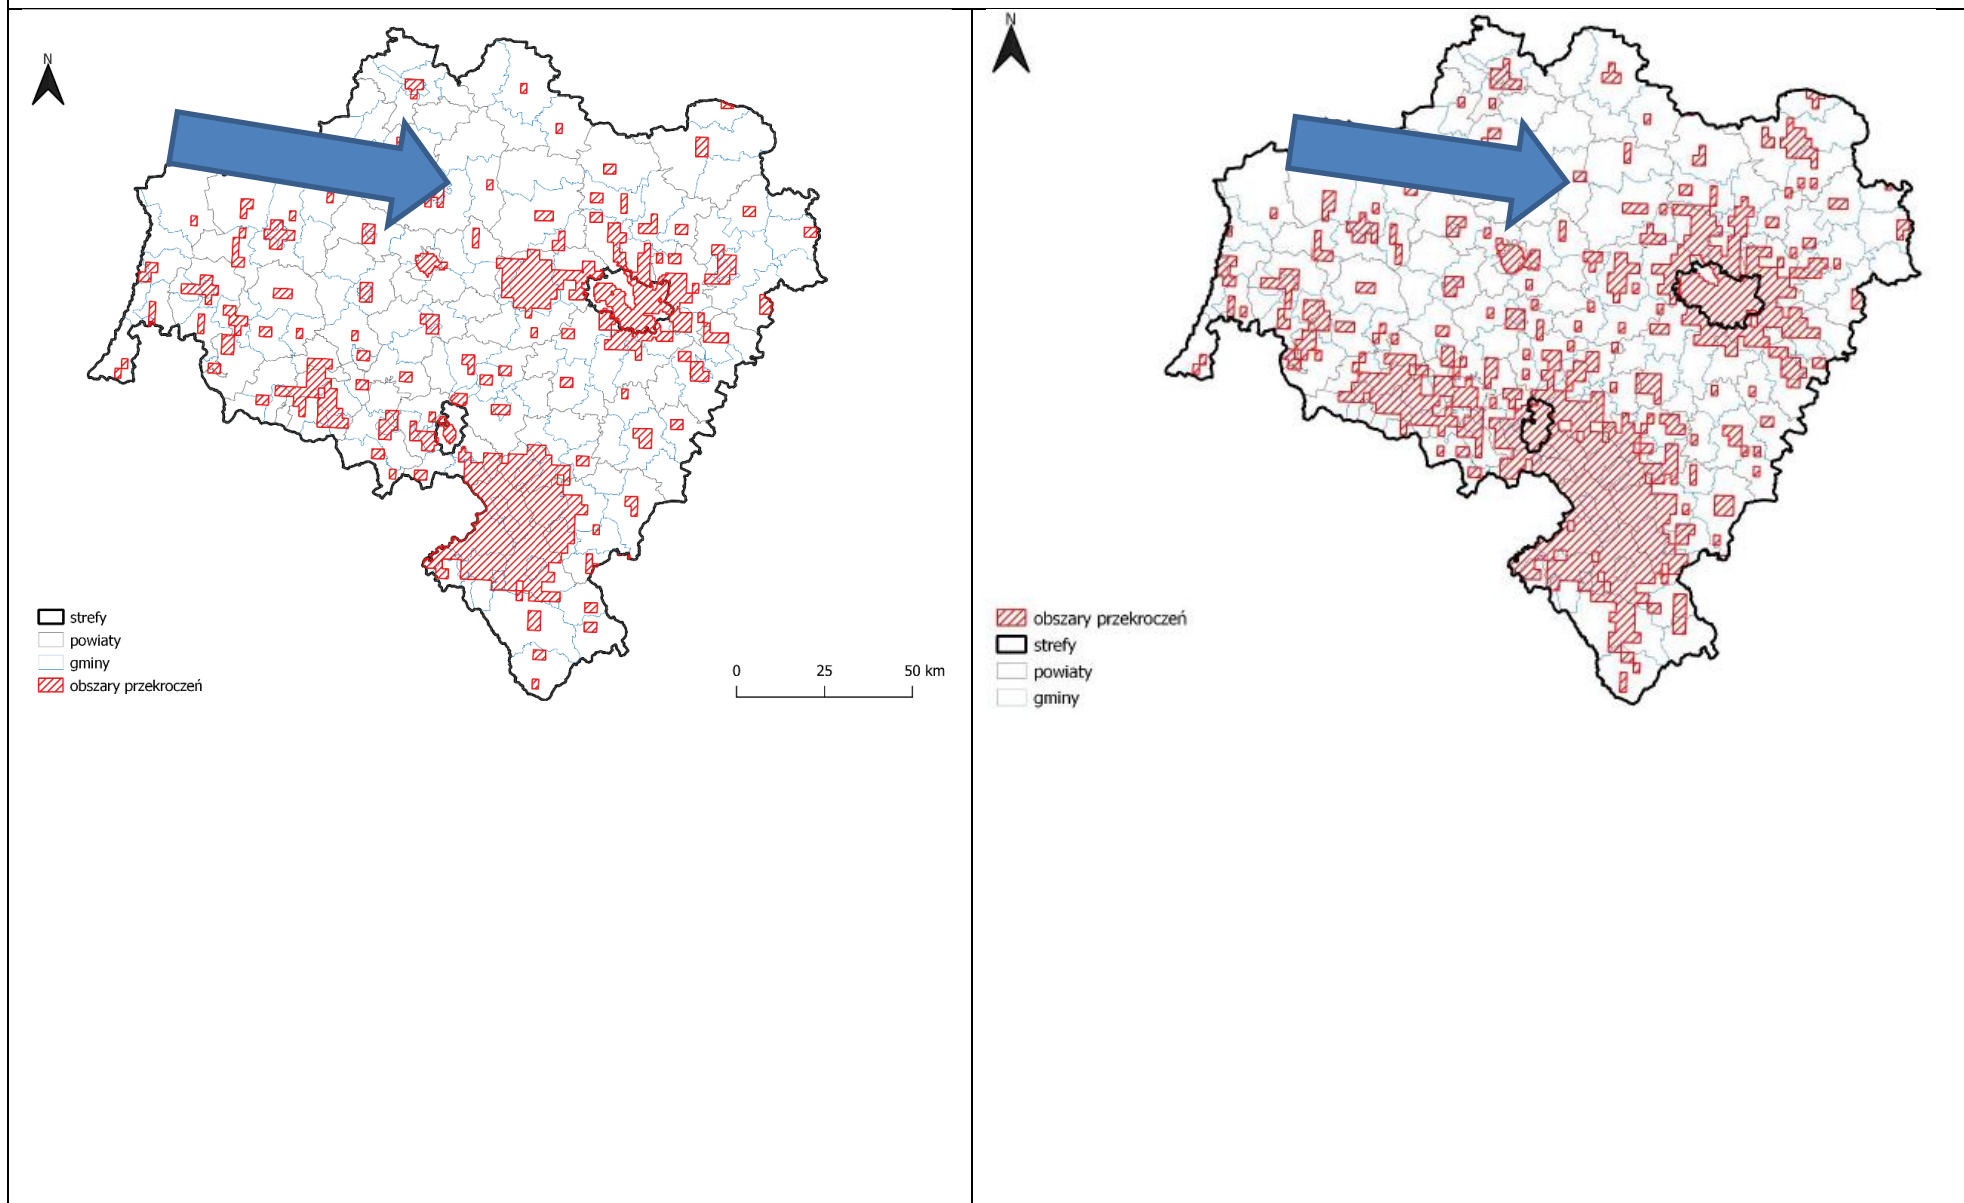 N
strefy
powiaty
gminy
obszary przekroczeń
0 25 50 km
N
obszary przekroczeń
strefy
powiaty
gminy